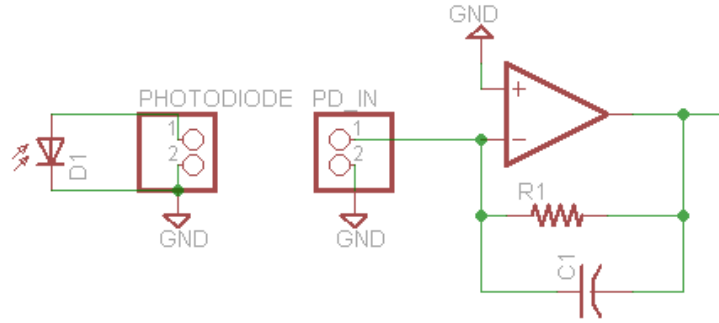 GND
PHOTODIODE
PD_IN
1
2
1
2
+
−
D1
R1
GND
GND
C1